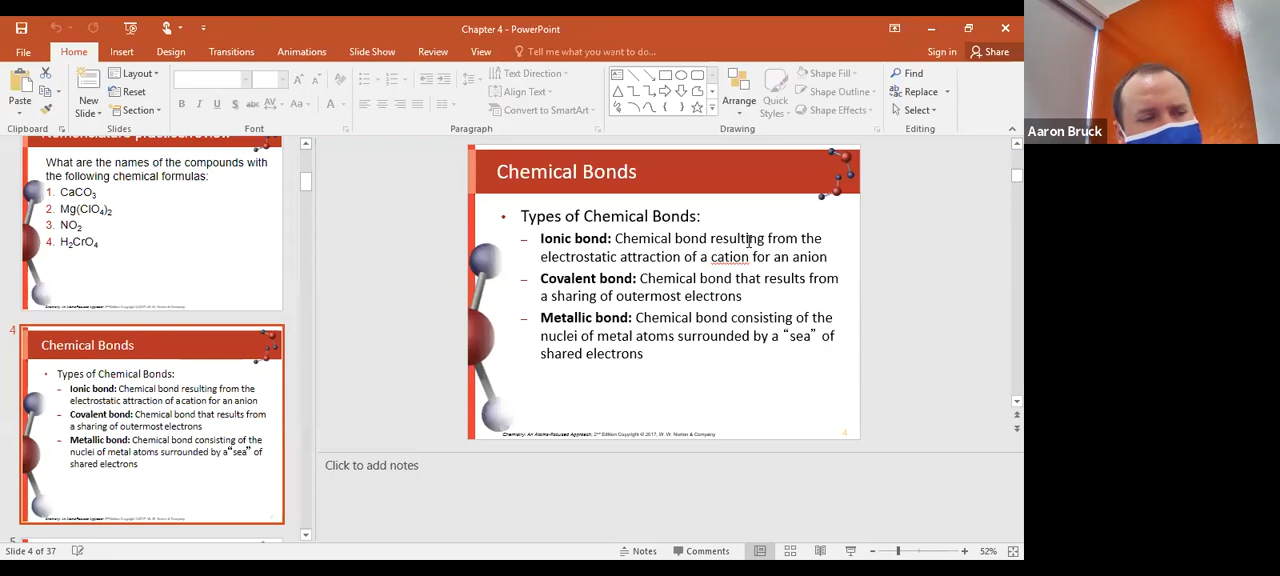 Chapter 4 - PowerPoint
File Home Insert Design Transitions Animations Slide Show Review View Tell me what you want to do... Sign in Share
Paste
New
Slide
Layout
Reset
Section
B I U S abc AV Aa A
Text Direction
Align Text
Convert to SmartArt
Arrange
Quick
Styles
Shape Fill
Shape Outline
Shape Effects
Find
Replace
Select
Clipboard Slides Font Paragraph Drawing Editing
What are the names of the compounds with
the following chemical formulas:
1. CaCO3
2. Mg(ClO4)2
3. NO2
4. H2CrO4
4
Chemical Bonds
• Types of Chemical Bonds:
– Ionic bond: Chemical bond resulting from the
electrostatic attraction of a cation for an anion
– Covalent bond: Chemical bond that results from
a sharing of outermost electrons
– Metallic bond: Chemical bond consisting of the
nuclei of metal atoms surrounded by a “sea” of
shared electrons
5
Chemical Bonds
• Types of Chemical Bonds:
– Ionic bond: Chemical bond resulting from the
electrostatic attraction of a cation for an anion
– Covalent bond: Chemical bond that results from
a sharing of outermost electrons
– Metallic bond: Chemical bond consisting of the
nuclei of metal atoms surrounded by a “sea” of
shared electrons
Chemistry: An Atoms-Focused Approach, 2nd Edition Copyright © 2017, W. W. Norton & Company
4
Click to add notes
Slide 4 of 37 Notes Comments 52%
Aaron Bruck